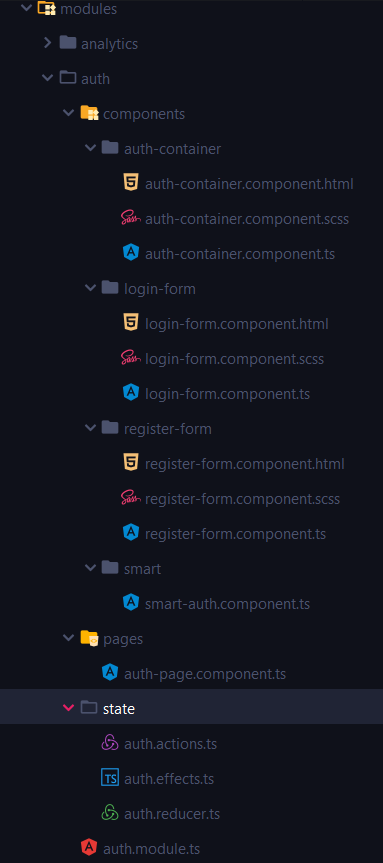 modules
analytics
auth
components
auth-container
auth-container.component.html
auth-container.component.scss
auth-container.component.ts
login-form
login-form.component.html
login-form.component.scss
login-form.component.ts
register-form
register-form.component.html
register-form.component.scss
register-form.component.ts
smart
smart-auth.component.ts
pages
auth-page.component.ts
state
auth.actions.ts
TS auth.effects.ts
auth.reducer.ts
auth.module.ts